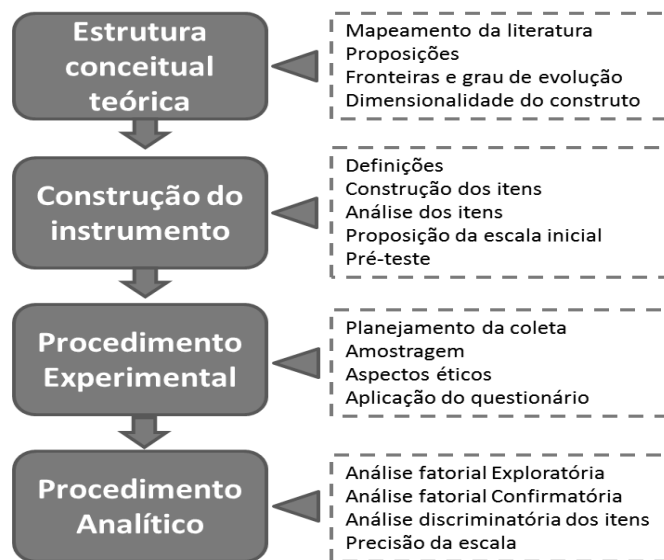 Estrutura
conceitual
teórica
Mapeamento da literatura
Proposições
Fronteiras e grau de evolução
Dimensionalidade do construto
Construção do
instrumento
Definições
Construção dos itens
Análise dos itens
Proposição da escala inicial
Pré-teste
Procedimento
Experimental
Planejamento da coleta
Amostragem
Aspectos éticos
Aplicação do questionário
Procedimento
Analítico
Análise fatorial Exploratória
Análise fatorial Confirmatória
Análise discriminatória dos itens
Precisão da escala